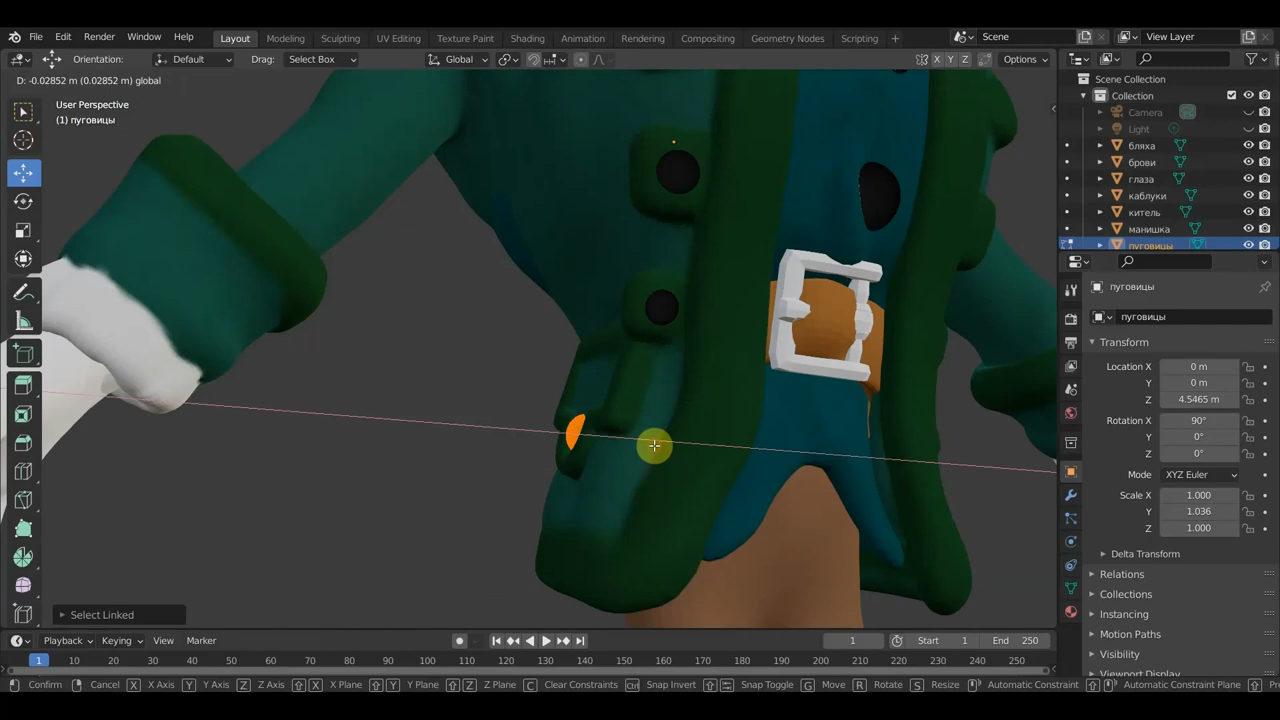 File Edit Render Window Help Layout Modeling Sculpting UV Editing Texture Paint Shading Animation Rendering Compositing Geometry Nodes Scripting + Scene View Layer
Orientation: Default Drag: Select Box Global X Y Z Options
D: -0.02852 m (0.02852 m) global
User Perspective
(1) пуговицы
Scene Collection
Collection
Camera
Light
бляха
брови
глаза
каблуки
китель
манишка
пуговицы
пуговицы
пуговицы
Transform
Location X 0 m
Y 0 m
Z 4.5465 m
Rotation X 90°
Y 0°
Z 0°
Mode XYZ Euler
Scale X 1.000
Y 1.036
Z 1.000
Delta Transform
Relations
Collections
Instancing
Motion Paths
Visibility
Viewport Display
Select Linked
Playback Keying View Marker 1 Start 1 End 250
1 10 20 30 40 50 60 70 80 90 100 110 120 130 140 150 160 170 180 190 200 210 220 230 240 250
Confirm Cancel X X Axis Y Y Axis Z Z Axis X X Plane Y Y Plane Z Z Plane C Clear Constraints Ctrl Snap Invert Snap Toggle G Move R Rotate S Resize Automatic Constraint Automatic Constraint Plane